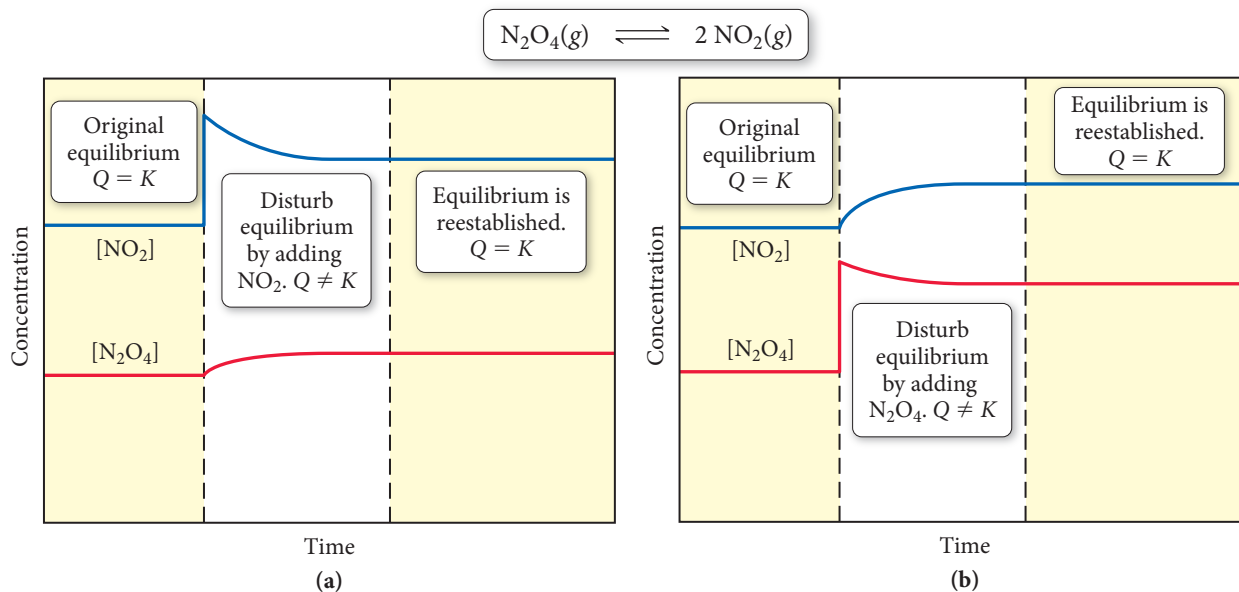 N₂O₄(g) ⇌ 2 NO₂(g)
Concentration
Original
equilibrium
Q = K
[NO₂]
[N₂O₄]
Disturb
equilibrium
by adding
NO₂. Q ≠ K
Equilibrium is
reestablished.
Q = K
Time
(a)
Concentration
Original
equilibrium
Q = K
[NO₂]
[N₂O₄]
Disturb
equilibrium
by adding
N₂O₄. Q ≠ K
Equilibrium is
reestablished.
Q = K
Time
(b)